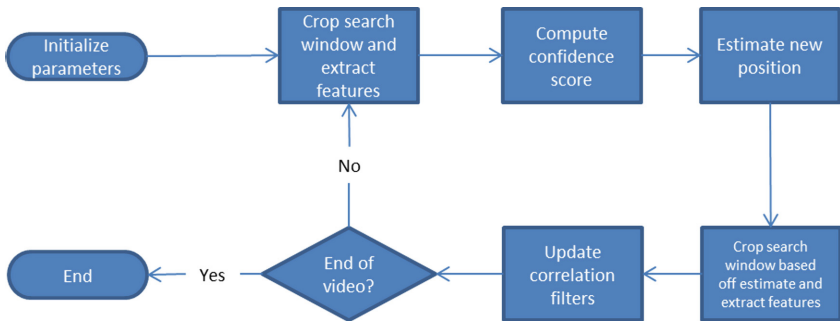 Initialize
parameters
Crop search
window and
extract
features
Compute
confidence
score
Estimate new
position
Crop search
window based
off estimate and
extract features
Update
correlation
filters
End of
video?
No
Yes
End